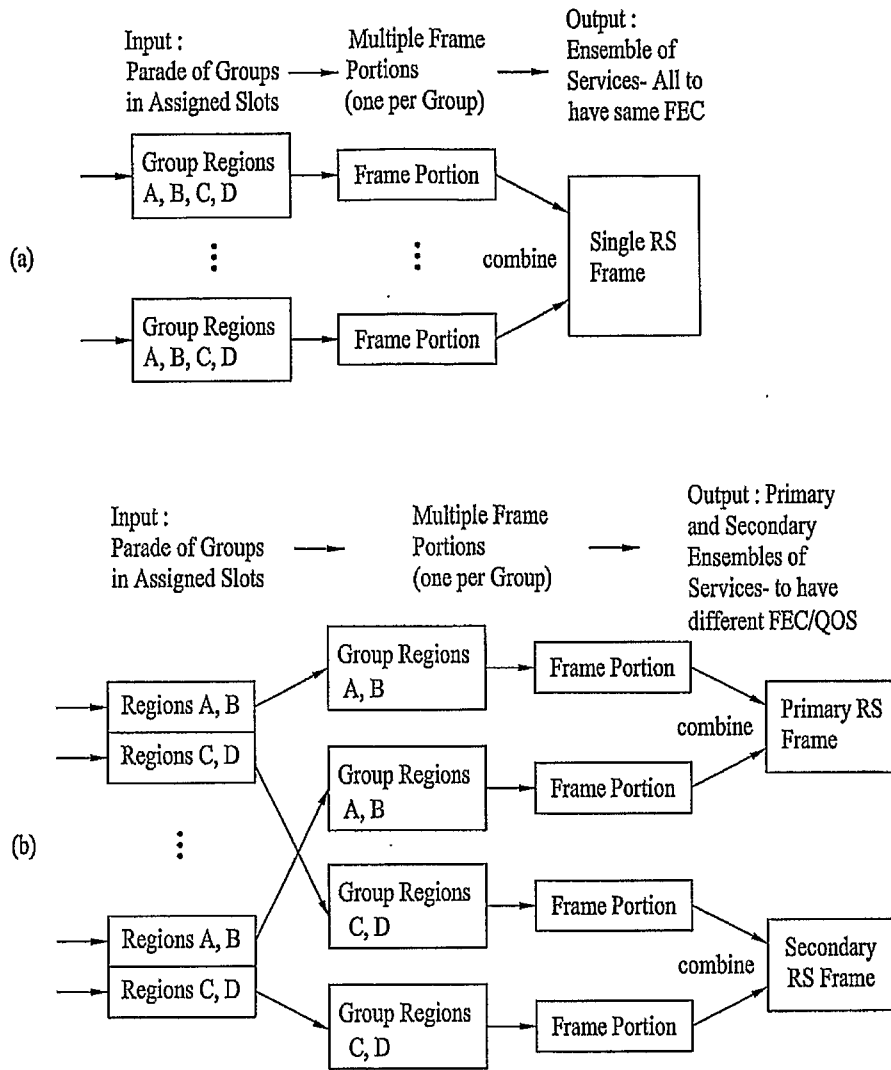 Input :
Parade of Groups
in Assigned Slots
Multiple Frame
Portions
(one per Group)
Output :
Ensemble of
Services- All to
have same FEC
Group Regions
A, B, C, D
Frame Portion
(a)
combine
Single RS
Frame
Group Regions
A, B, C, D
Frame Portion
Input :
Parade of Groups
in Assigned Slots
Multiple Frame
Portions
(one per Group)
Output : Primary
and Secondary
Ensembles of
Services- to have
different FEC/QOS
Group Regions
A, B
Frame Portion
Regions A, B
Regions C, D
combine
Primary RS
Frame
Group Regions
A, B
Frame Portion
(b)
Group Regions
C, D
Frame Portion
Regions A, B
Regions C, D
combine
Secondary
RS Frame
Group Regions
C, D
Frame Portion